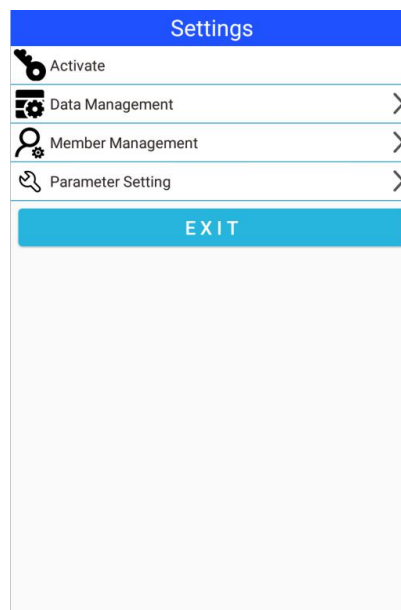 Settings
Activate
Data Management
Member Management
Parameter Setting
EXIT